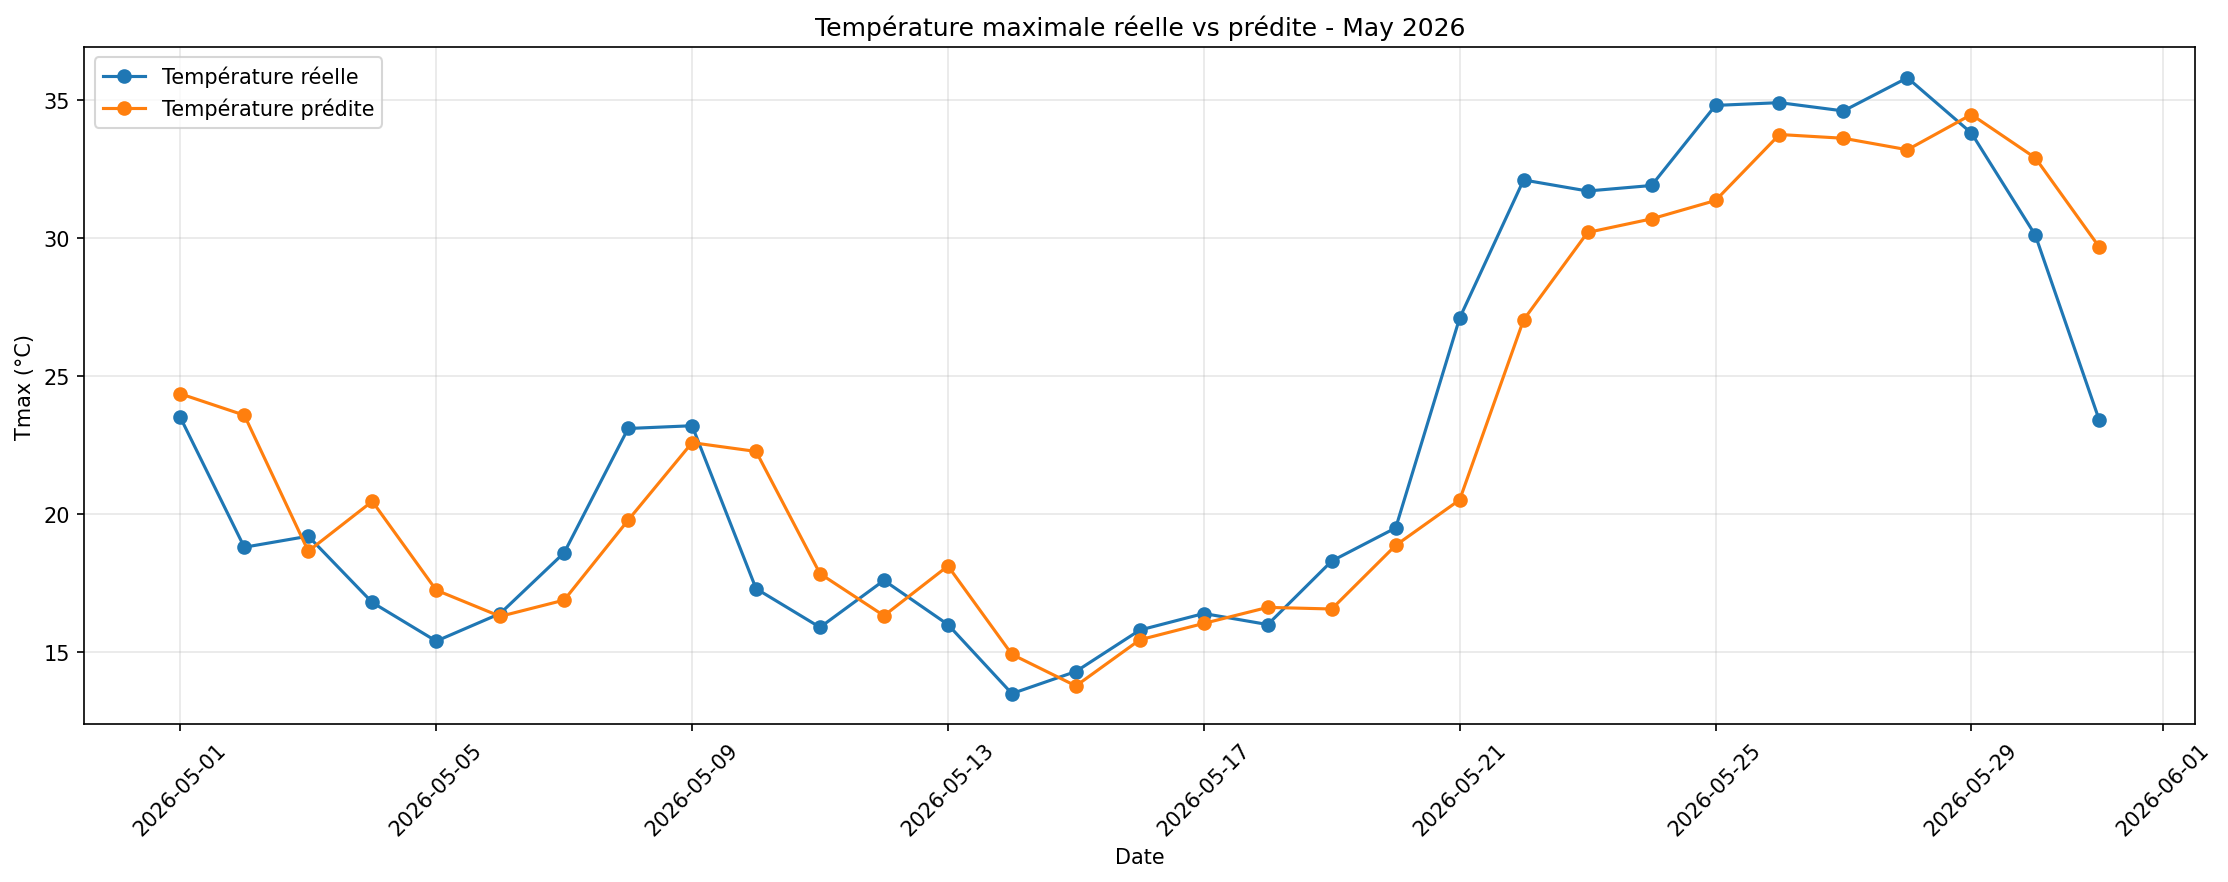 Température maximale réelle vs prédite - May 2026
Température réelle
Température prédite
Tmax (°C)
35
30
25
20
15
2026-05-01
2026-05-05
2026-05-09
2026-05-13
2026-05-17
2026-05-21
2026-05-25
2026-05-29
2026-06-01
Date